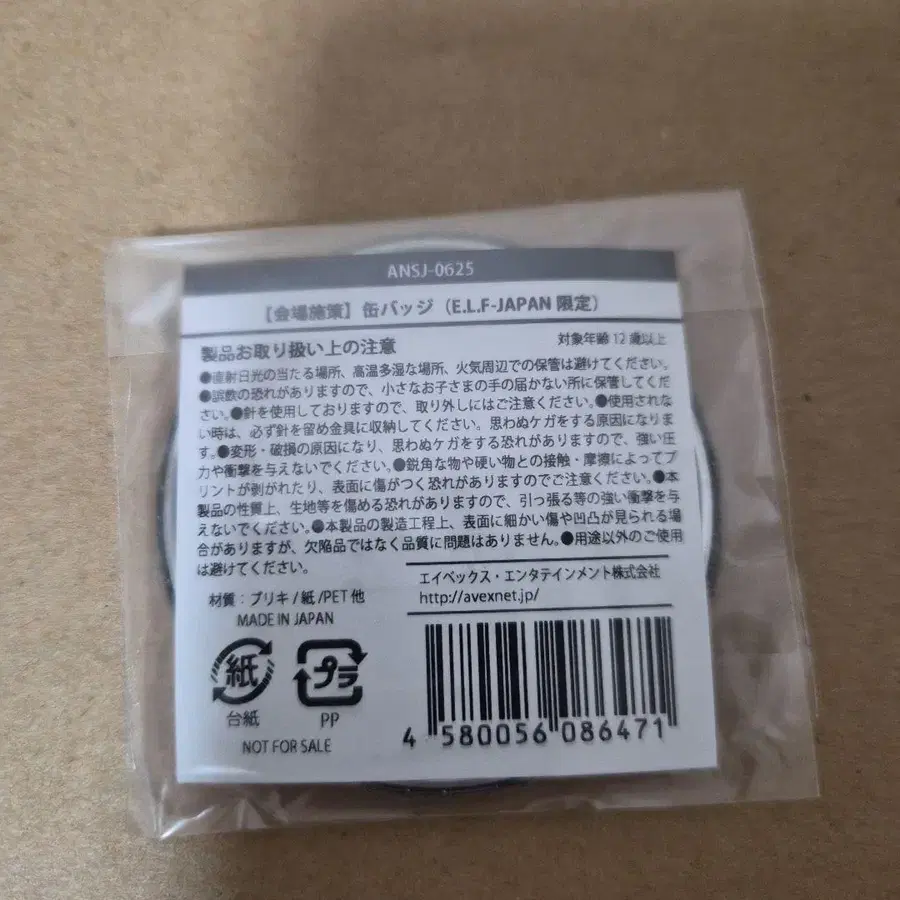 ANSJ-0625
【会場施策】缶バッジ（E.L.F-JAPAN 限定）
製品お取り扱い上の注意
対象年齢 12 歳以上
●直射日光の当たる場所、高温多湿な場所、火気周辺での保管は避けてください。
●誤飲の恐れがありますので、小さなお子さまの手の届かない所に保管してくだ
さい。●針を使用しておりますので、取り外しにはご注意ください。●使用されな
い時は、必ず針を留め金具に収納してください。思わぬケガをする原因になりま
す。●変形・破損の原因になり、思わぬケガをする恐れがありますので、強い圧
力や衝撃を与えないでください。●鋭角な物や硬い物との接触・摩擦によってプ
リントが剥がれたり、表面に傷がつく恐れがありますのでご注意ください。●本
製品の性質上、生地等を傷める恐れがありますので、引っ張る等の強い衝撃を与
えないでください。●本製品の製造工程上、表面に細かい傷や凹凸が見られる場
合がありますが、欠陥品ではなく品質に問題はありません。●用途以外のご使用
は避けてください。
材質：ブリキ / 紙 /PET 他
MADE IN JAPAN
エイベックス・エンタテインメント株式会社
http://avexnet.jp/
紙
プラ
台紙
PP
NOT FOR SALE
4 580056 086471